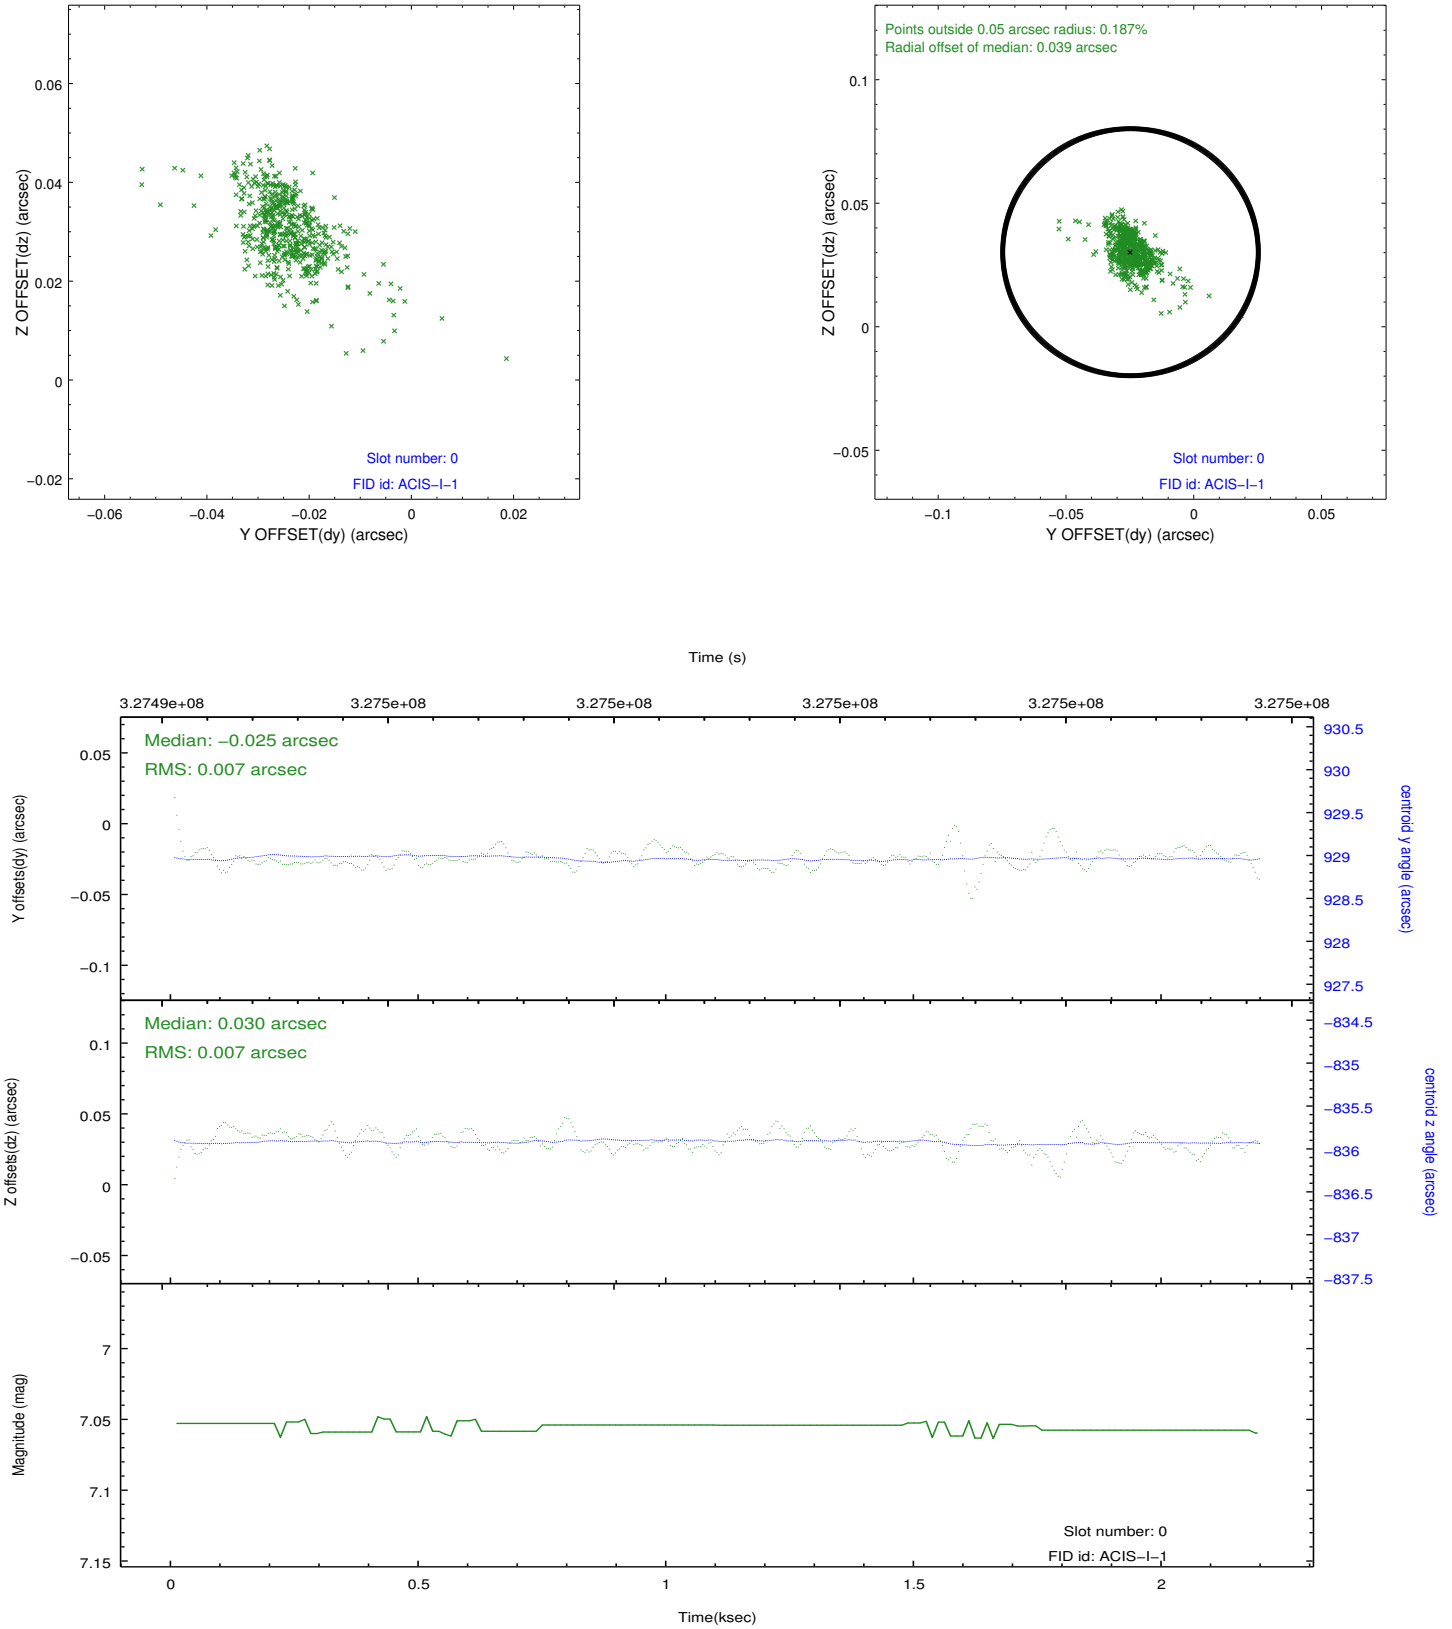 0.06
0.04
0.02
0
−0.02
Z OFFSET(dz) (arcsec)
Slot number: 0
FID id: ACIS−I−1
−0.06 −0.04 −0.02 0 0.02
Y OFFSET(dy) (arcsec)
Points outside 0.05 arcsec radius: 0.187%
Radial offset of median: 0.039 arcsec
0.1
0.05
0
−0.05
Z OFFSET(dz) (arcsec)
Slot number: 0
FID id: ACIS−I−1
−0.1 −0.05 0 0.05
Y OFFSET(dy) (arcsec)
Time (s)
3.2749e+08 3.275e+08 3.275e+08 3.275e+08 3.275e+08 3.275e+08
Median: −0.025 arcsec
RMS: 0.007 arcsec
0.05
0
−0.05
−0.1
Y offsets(dy) (arcsec)
930.5
930
929.5
929
928.5
928
927.5
centroid y angle (arcsec)
Median: 0.030 arcsec
RMS: 0.007 arcsec
0.1
0.05
0
−0.05
Z offsets(dz) (arcsec)
−834.5
−835
−835.5
−836
−836.5
−837
−837.5
centroid z angle (arcsec)
7
7.05
7.1
7.15
Magnitude (mag)
Slot number: 0
FID id: ACIS−I−1
0 0.5 1 1.5 2
Time(ksec)